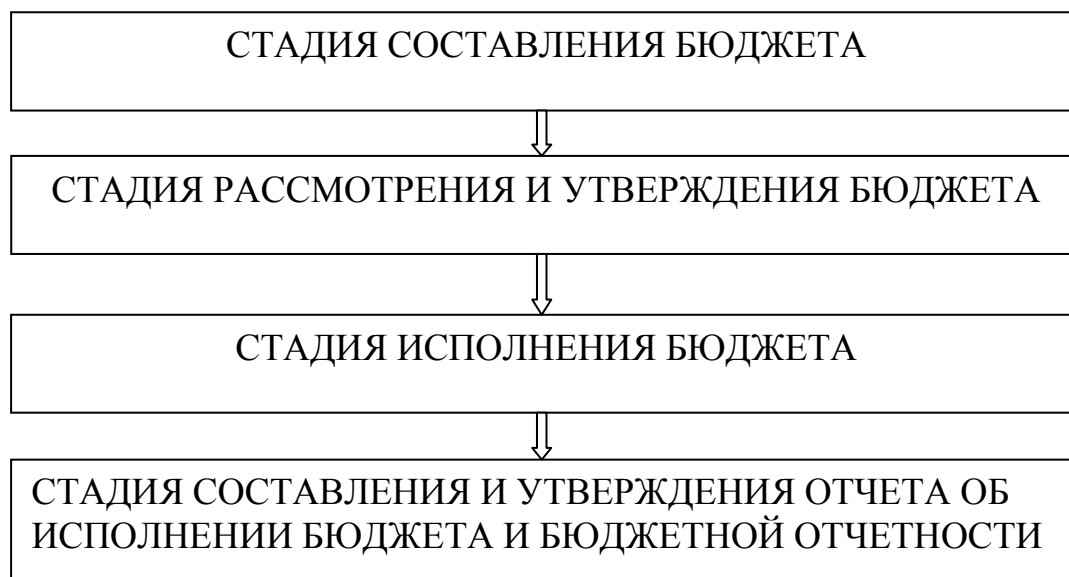 СТАДИЯ СОСТАВЛЕНИЯ БЮДЖЕТА
СТАДИЯ РАССМОТРЕНИЯ И УТВЕРЖДЕНИЯ БЮДЖЕТА
СТАДИЯ ИСПОЛНЕНИЯ БЮДЖЕТА
СТАДИЯ СОСТАВЛЕНИЯ И УТВЕРЖДЕНИЯ ОТЧЕТА ОБ
ИСПОЛНЕНИИ БЮДЖЕТА И БЮДЖЕТНОЙ ОТЧЕТНОСТИ